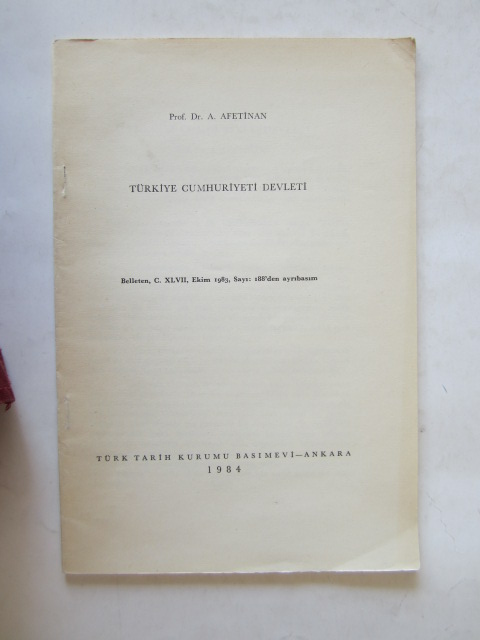 Prof. Dr. A. AFETİNAN
TÜRKİYE CUMHURİYETİ DEVLETİ
Belleten, C. XLVII, Ekim 1983, Sayı: 188'den ayrıbasım
TÜRK TARİH KURUMU BASIMEVİ—ANKARA
1984